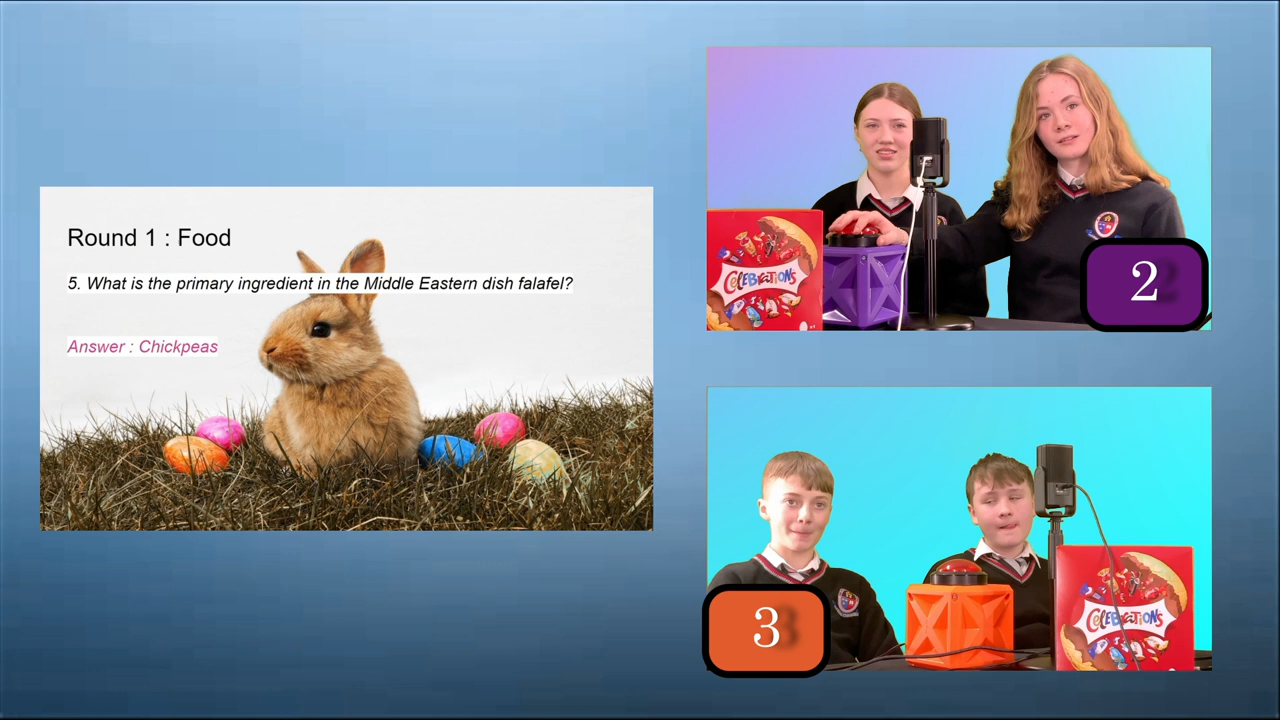 Round 1 : Food
5. What is the primary ingredient in the Middle Eastern dish falafel?
Answer : Chickpeas
CELEBRATIONS
2
3
CELEBRATIONS